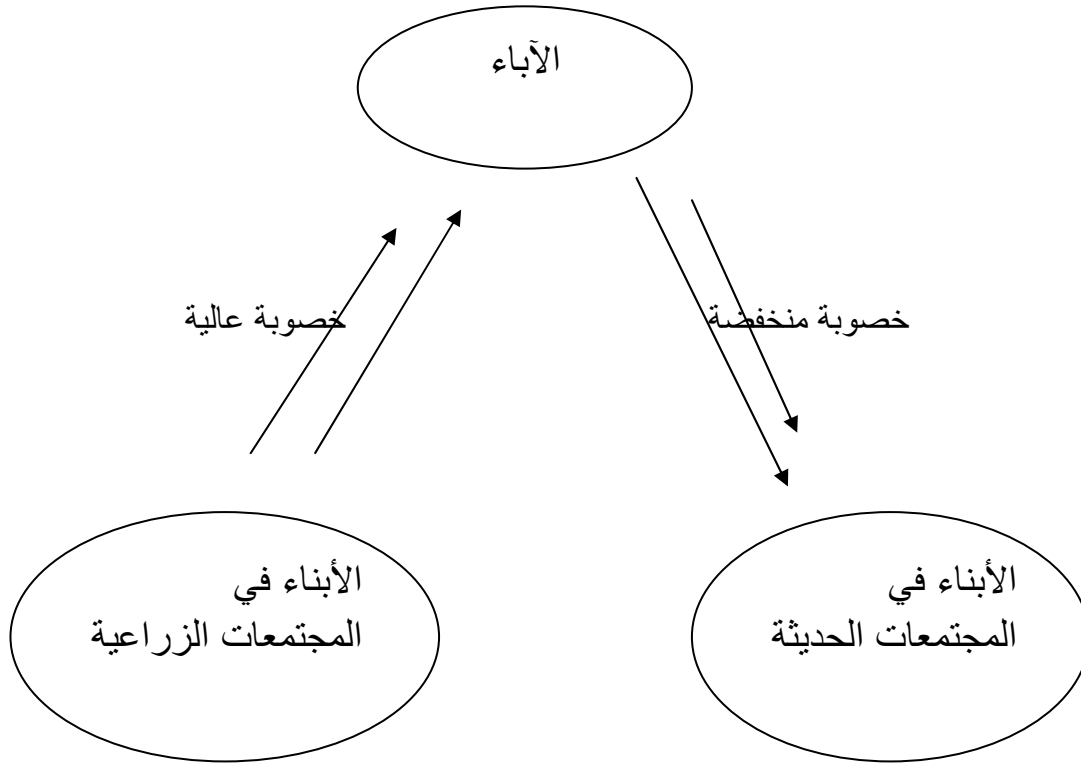 الآباء
خصوبة منخفضة
خصوبة عالية
الأبناء في
المجتمعات الحديثة
الأبناء في
المجتمعات الزراعية